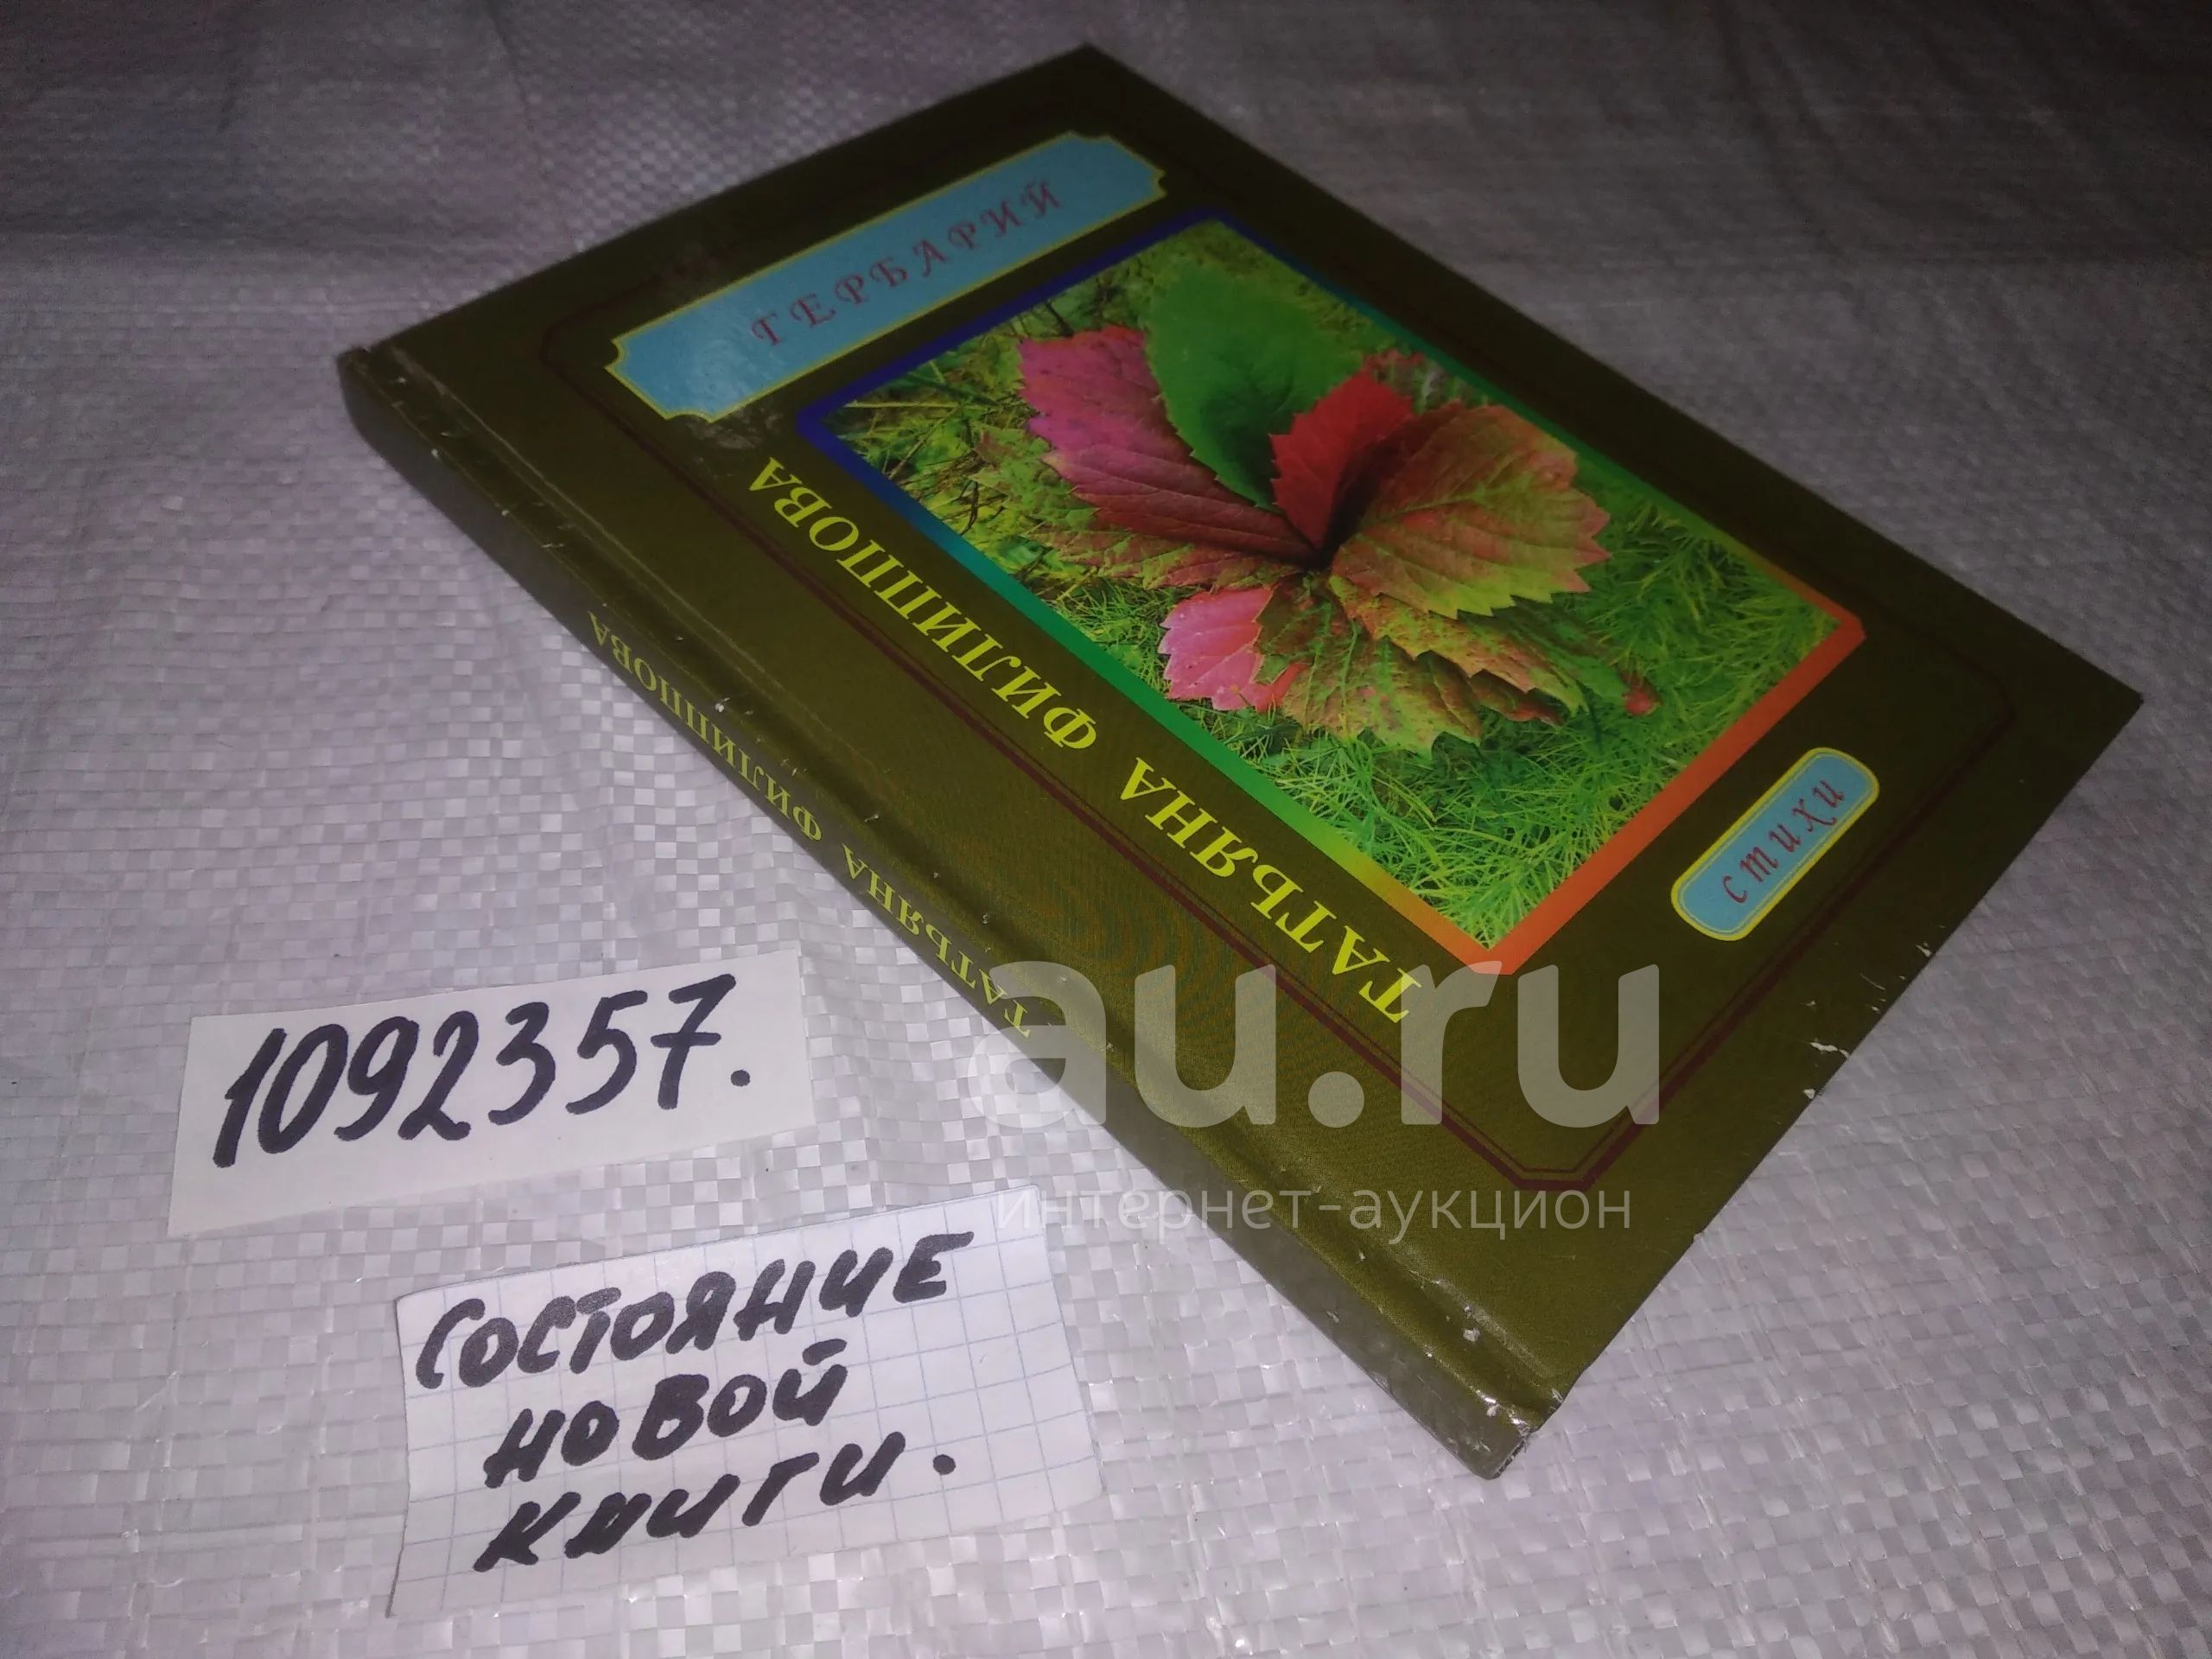 ГЕРБАРИЙ
ТАТЬЯНА ФИЛИППОВА
стихи
ТАТЬЯНА ФИЛИППОВА
1092357.
СОСТОЯНИЕ
НОВОЙ
КНИГИ.
au.ru
интернет-аукцион